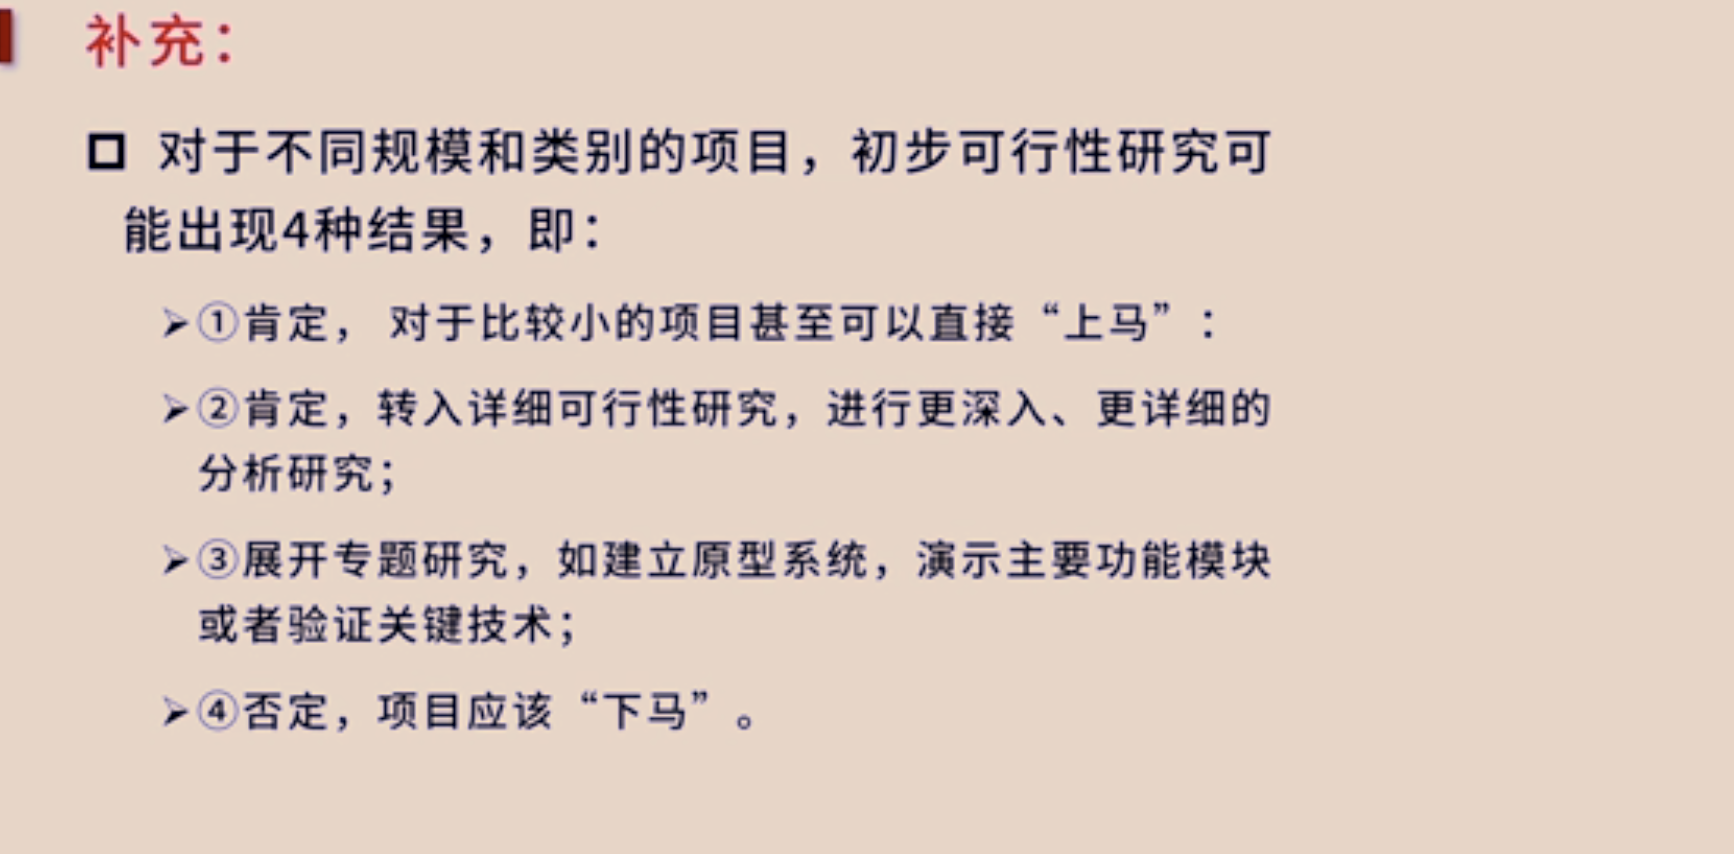 补充：
对于不同规模和类别的项目，初步可行性研究可
能出现4种结果，即：
➢①肯定， 对于比较小的项目甚至可以直接“上马”：
➢②肯定，转入详细可行性研究，进行更深入、更详细的
分析研究；
➢③展开专题研究，如建立原型系统，演示主要功能模块
或者验证关键技术；
➢④否定，项目应该“下马”。